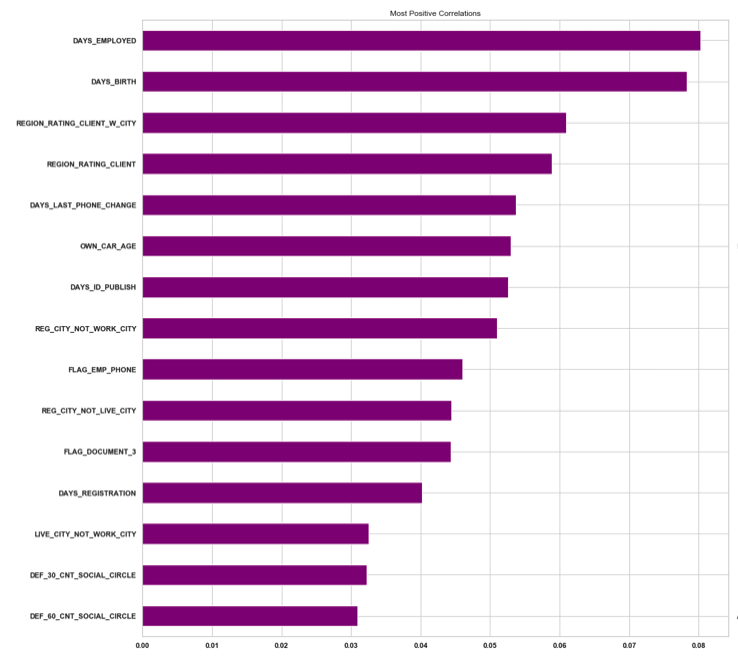 Most Positive Correlations
DAYS_EMPLOYED
DAYS_BIRTH
REGION_RATING_CLIENT_W_CITY
REGION_RATING_CLIENT
DAYS_LAST_PHONE_CHANGE
OWN_CAR_AGE
DAYS_ID_PUBLISH
REG_CITY_NOT_WORK_CITY
FLAG_EMP_PHONE
REG_CITY_NOT_LIVE_CITY
FLAG_DOCUMENT_3
DAYS_REGISTRATION
LIVE_CITY_NOT_WORK_CITY
DEF_30_CNT_SOCIAL_CIRCLE
DEF_60_CNT_SOCIAL_CIRCLE
0.00 0.01 0.02 0.03 0.04 0.05 0.06 0.07 0.08